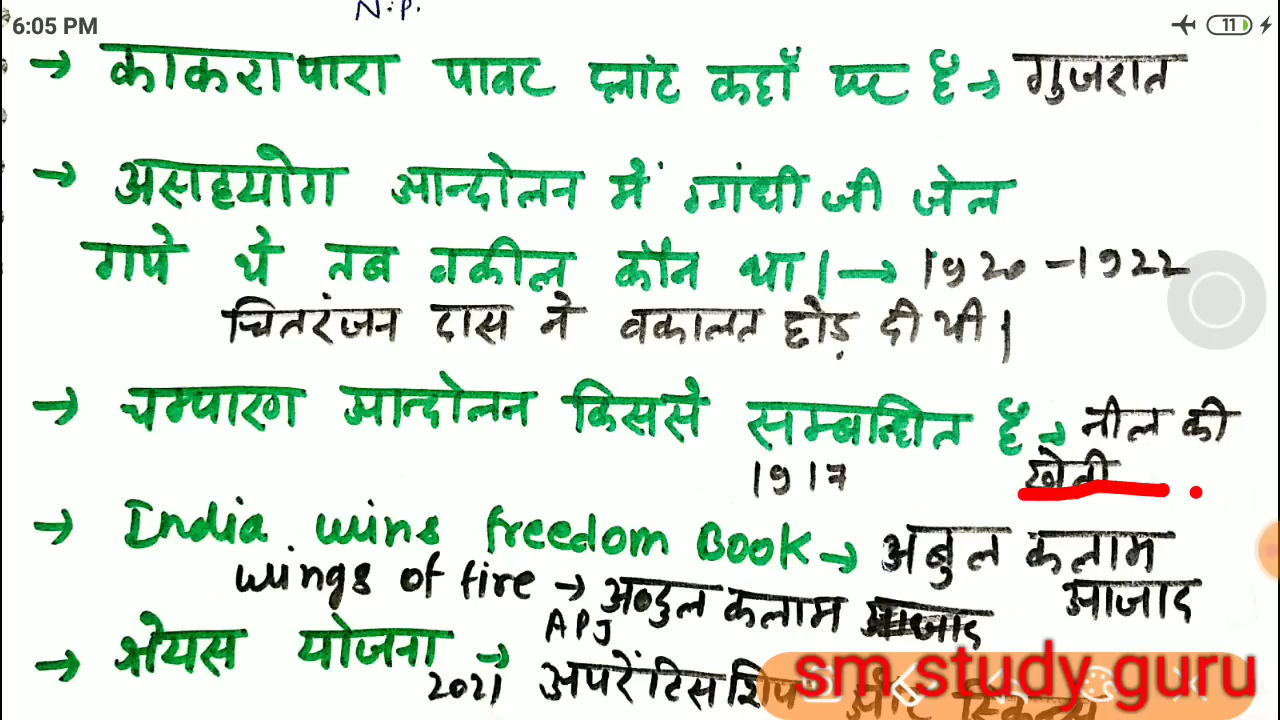 N.P.
6:05 PM 11
→ काकरापारा पावर प्लांट कहाँ पर है → गुजरात
→ असहयोग आन्दोलन में गांधी जी जेल
गये थे तब वकील कौन था। → 1920 - 1922
चितरंजन दास ने वकालत छोड़ दी थी।
→ चम्पारण आन्दोलन किससे सम्बन्धित है → नील की
1917 खेती
→ India wins freedom Book → अबुल कलाम
आजाद
wings of fire → अब्दुल कलाम
APJ
→ श्रेयस योजना →
2021 अपरेंटिसशिप और स्किल्स
sm study guru